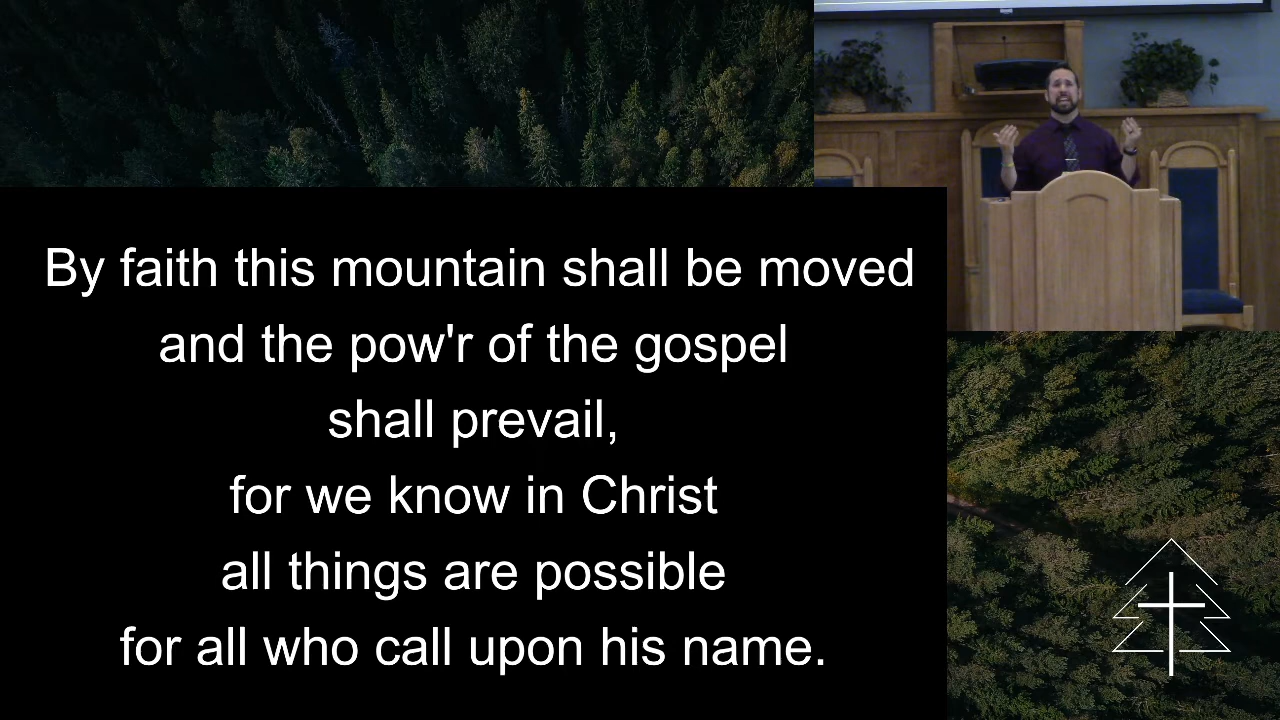 By faith this mountain shall be moved
and the pow'r of the gospel
shall prevail,
for we know in Christ
all things are possible
for all who call upon his name.